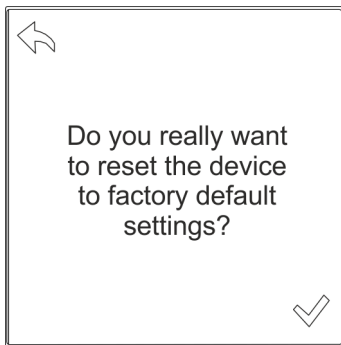 Do you really want
to reset the device
to factory default
settings?